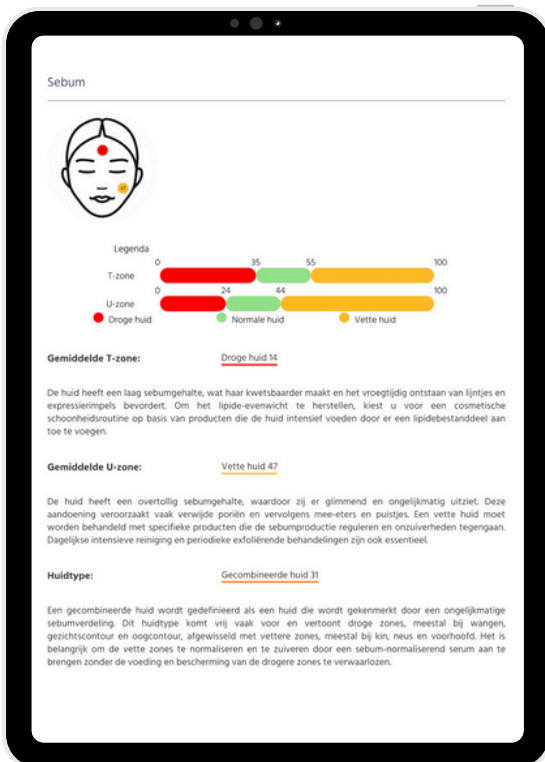 Sebum
47
Legenda
0 35 55 100
T-zone
0 24 44 100
U-zone
Droge huid Normale huid Vette huid
Gemiddelde T-zone: Droge huid 14
De huid heeft een laag sebumgehalte, wat haar kwetsbaarder maakt en het vroegtijdig ontstaan van lijntjes en
expressierimpels bevordert. Om het lipide-evenwicht te herstellen, kiest u voor een cosmetische
schoonheidsroutine op basis van producten die de huid intensief voeden door er een lipidebestanddeel aan
toe te voegen.
Gemiddelde U-zone: Vette huid 47
De huid heeft een overtollig sebumgehalte, waardoor zij er glimmend en ongelijkmatig uitziet. Deze
aandoening veroorzaakt vaak verwijde poriën en vervolgens mee-eters en puistjes. Een vette huid moet
worden behandeld met specifieke producten die de sebumproductie reguleren en onzuiverheden tegengaan.
Dagelijkse intensieve reiniging en periodieke exfoliërende behandelingen zijn ook essentieel.
Huidtype: Gecombineerde huid 31
Een gecombineerde huid wordt gedefinieerd als een huid die wordt gekenmerkt door een ongelijkmatige
sebumverdeling. Dit huidtype komt vrij vaak voor en vertoont droge zones, meestal bij wangen,
gezichtscontour en oogcontour, afgewisseld met vettere zones, meestal bij kin, neus en voorhoofd. Het is
belangrijk om de vette zones te normaliseren en te zuiveren door een sebum-normaliserend serum aan te
brengen zonder de voeding en bescherming van de drogere zones te verwaarlozen.